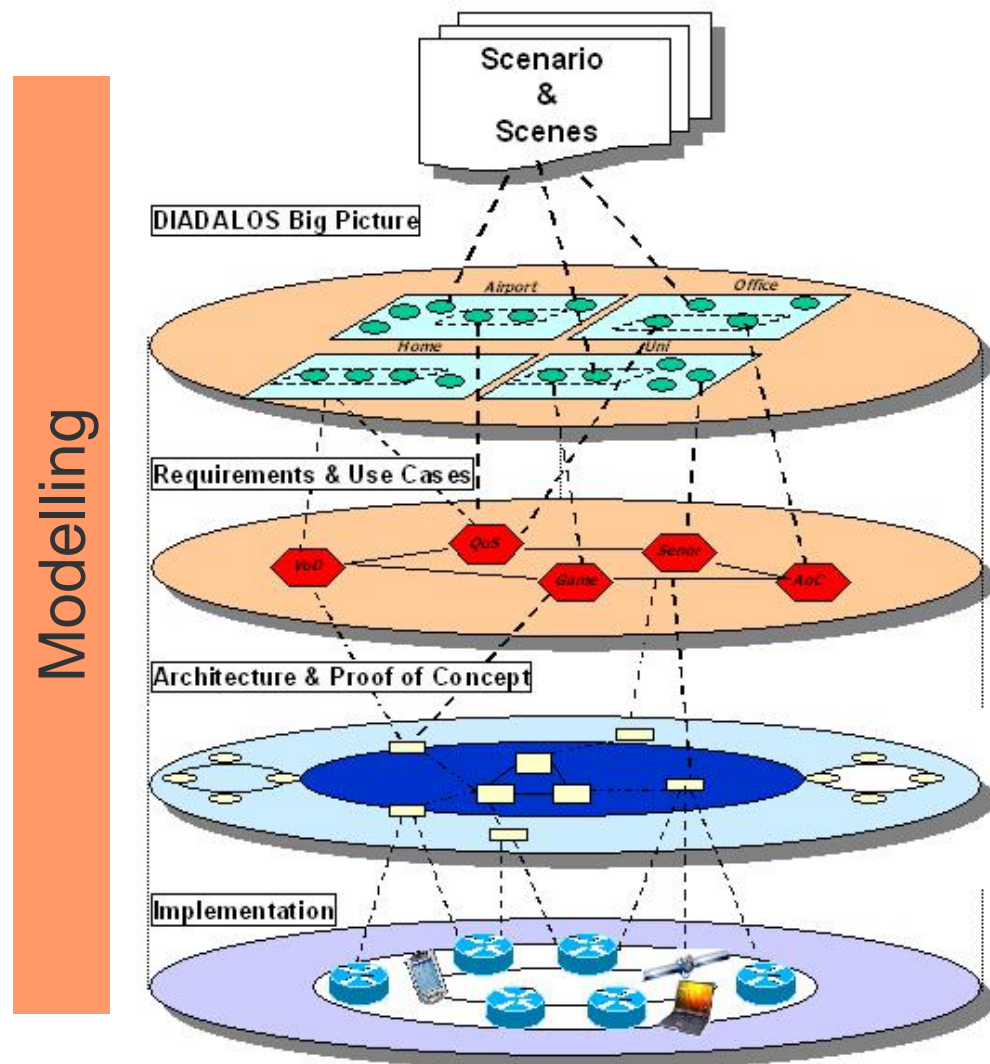 Modelling
Scenario
&
Scenes
DIADALOS Big Picture
Airport
Office
Home
Uni
Requirements & Use Cases
QoS
VoD
Senor
Game
AoC
Architecture & Proof of Concept
Implementation